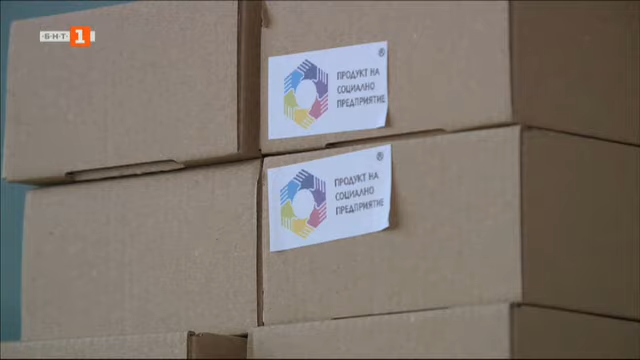 БНТ 1
®
ПРОДУКТ НА
СОЦИАЛНО
ПРЕДПРИЯТИЕ
®
ПРОДУКТ НА
СОЦИАЛНО
ПРЕДПРИЯТИЕ